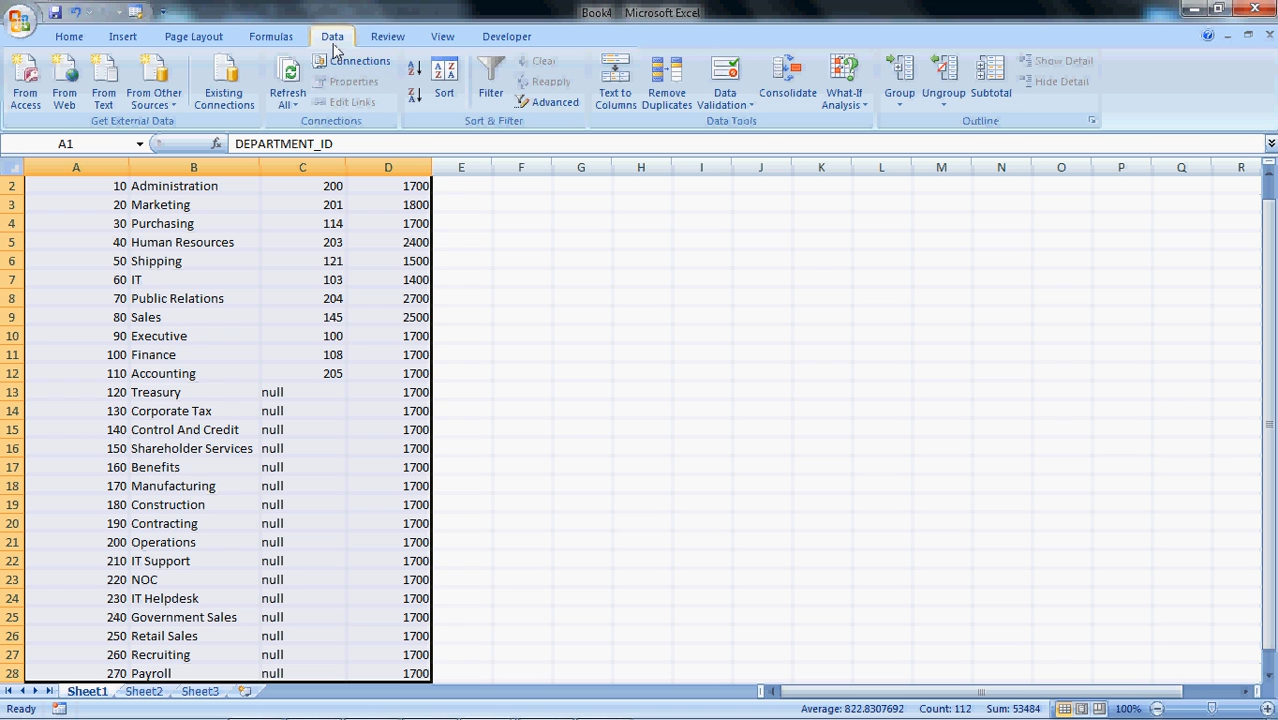 Book4 - Microsoft Excel
Home Insert Page Layout Formulas Data Review View Developer
From Access
From Web
From Text
From Other Sources
Existing Connections
Get External Data
Refresh All
Connections
Properties
Edit Links
Connections
Sort
Filter
Clear
Reapply
Advanced
Sort & Filter
Text to Columns
Remove Duplicates
Data Validation
Consolidate
What-If Analysis
Data Tools
Group
Ungroup
Subtotal
Show Detail
Hide Detail
Outline
A1 fx DEPARTMENT_ID
A B C D E F G H I J K L M N O P Q R
2 10 Administration 200 1700
3 20 Marketing 201 1800
4 30 Purchasing 114 1700
5 40 Human Resources 203 2400
6 50 Shipping 121 1500
7 60 IT 103 1400
8 70 Public Relations 204 2700
9 80 Sales 145 2500
10 90 Executive 100 1700
11 100 Finance 108 1700
12 110 Accounting 205 1700
13 120 Treasury null 1700
14 130 Corporate Tax null 1700
15 140 Control And Credit null 1700
16 150 Shareholder Services null 1700
17 160 Benefits null 1700
18 170 Manufacturing null 1700
19 180 Construction null 1700
20 190 Contracting null 1700
21 200 Operations null 1700
22 210 IT Support null 1700
23 220 NOC null 1700
24 230 IT Helpdesk null 1700
25 240 Government Sales null 1700
26 250 Retail Sales null 1700
27 260 Recruiting null 1700
28 270 Payroll null 1700
Sheet1 Sheet2 Sheet3
Ready Average: 822.8307692 Count: 112 Sum: 53484 100%